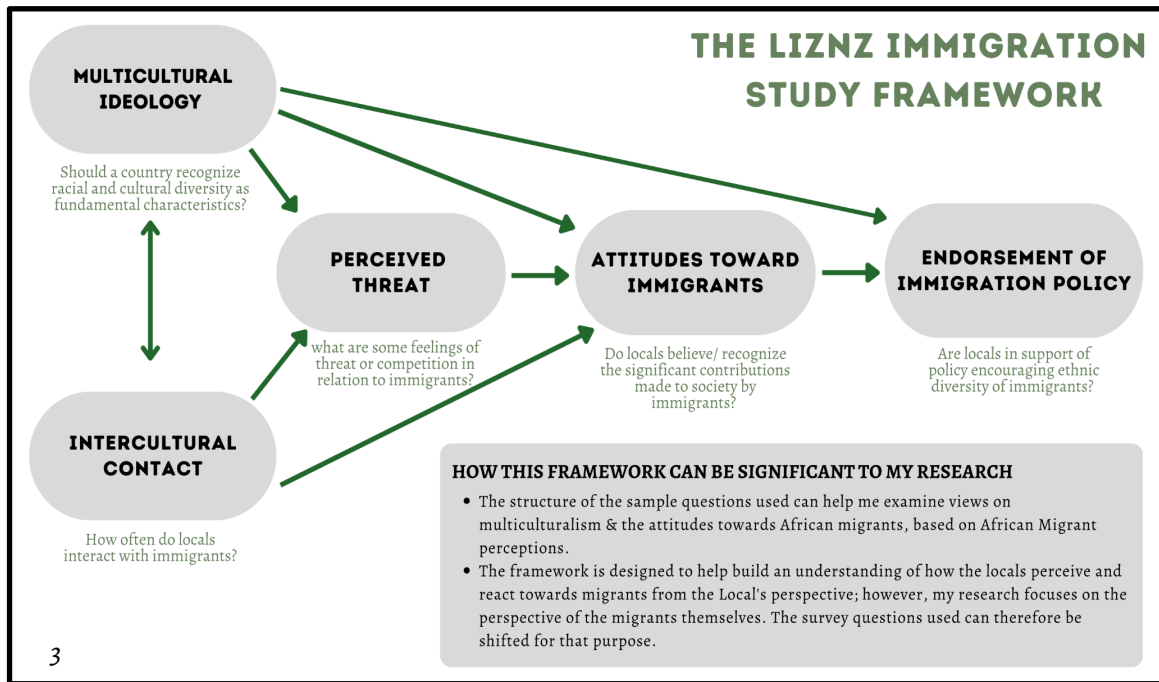 THE LIZNZ IMMIGRATION
STUDY FRAMEWORK
MULTICULTURAL
IDEOLOGY
Should a country recognize
racial and cultural diversity as
fundamental characteristics?
PERCEIVED
THREAT
what are some feelings of
threat or competition in
relation to immigrants?
ATTITUDES TOWARD
IMMIGRANTS
Do locals believe/ recognize
the significant contributions
made to society by
immigrants?
ENDORSEMENT OF
IMMIGRATION POLICY
Are locals in support of
policy encouraging ethnic
diversity of immigrants?
INTERCULTURAL
CONTACT
How often do locals
interact with immigrants?
HOW THIS FRAMEWORK CAN BE SIGNIFICANT TO MY RESEARCH
• The structure of the sample questions used can help me examine views on
multiculturalism & the attitudes towards African migrants, based on African Migrant
perceptions.
• The framework is designed to help build an understanding of how the locals perceive and
react towards migrants from the Local's perspective; however, my research focuses on the
perspective of the migrants themselves. The survey questions used can therefore be
shifted for that purpose.
3